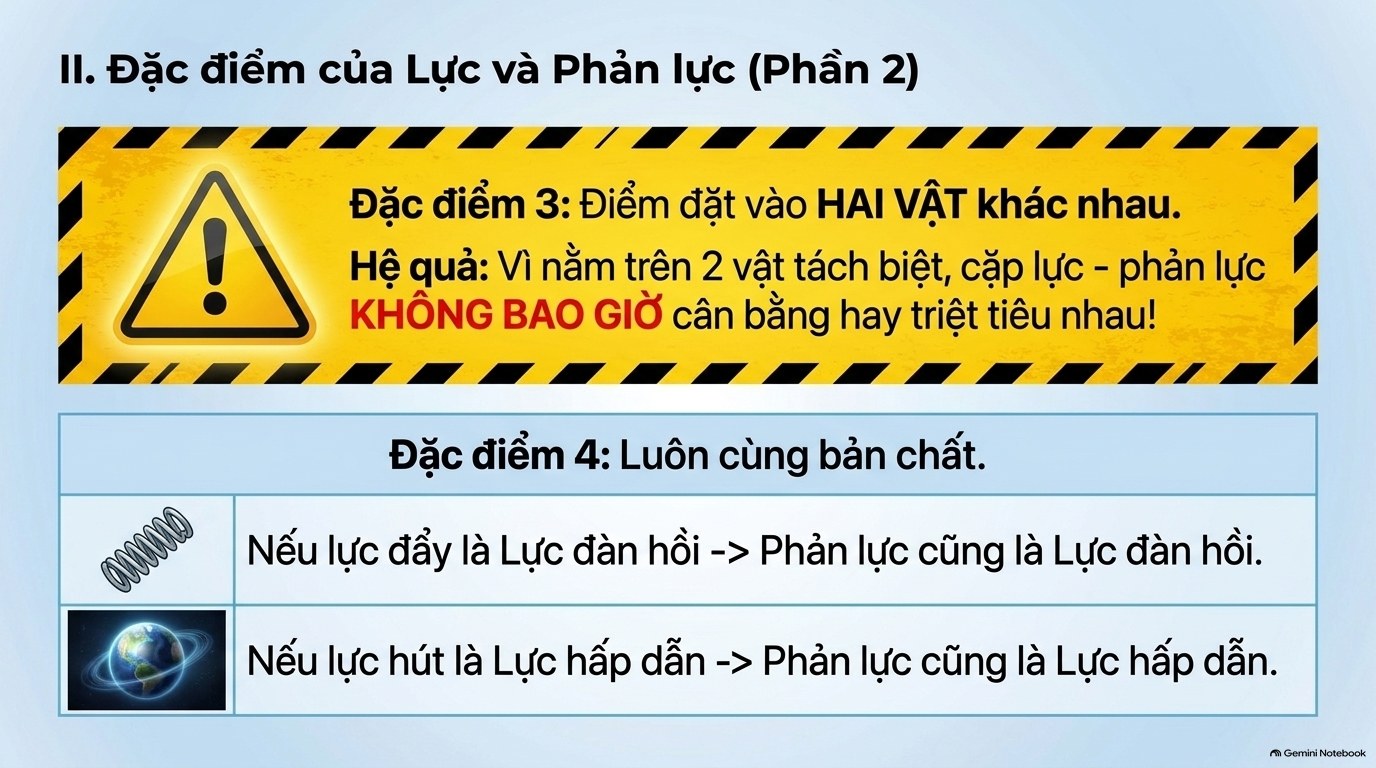 II. Đặc điểm của Lực và Phản lực (Phần 2)
Đặc điểm 3: Điểm đặt vào HAI VẬT khác nhau.
Hệ quả: Vì nằm trên 2 vật tách biệt, cặp lực - phản lực
KHÔNG BAO GIỜ cân bằng hay triệt tiêu nhau!
Đặc điểm 4: Luôn cùng bản chất.
Nếu lực đẩy là Lực đàn hồi -> Phản lực cũng là Lực đàn hồi.
Nếu lực hút là Lực hấp dẫn -> Phản lực cũng là Lực hấp dẫn.
Gemini Notebook